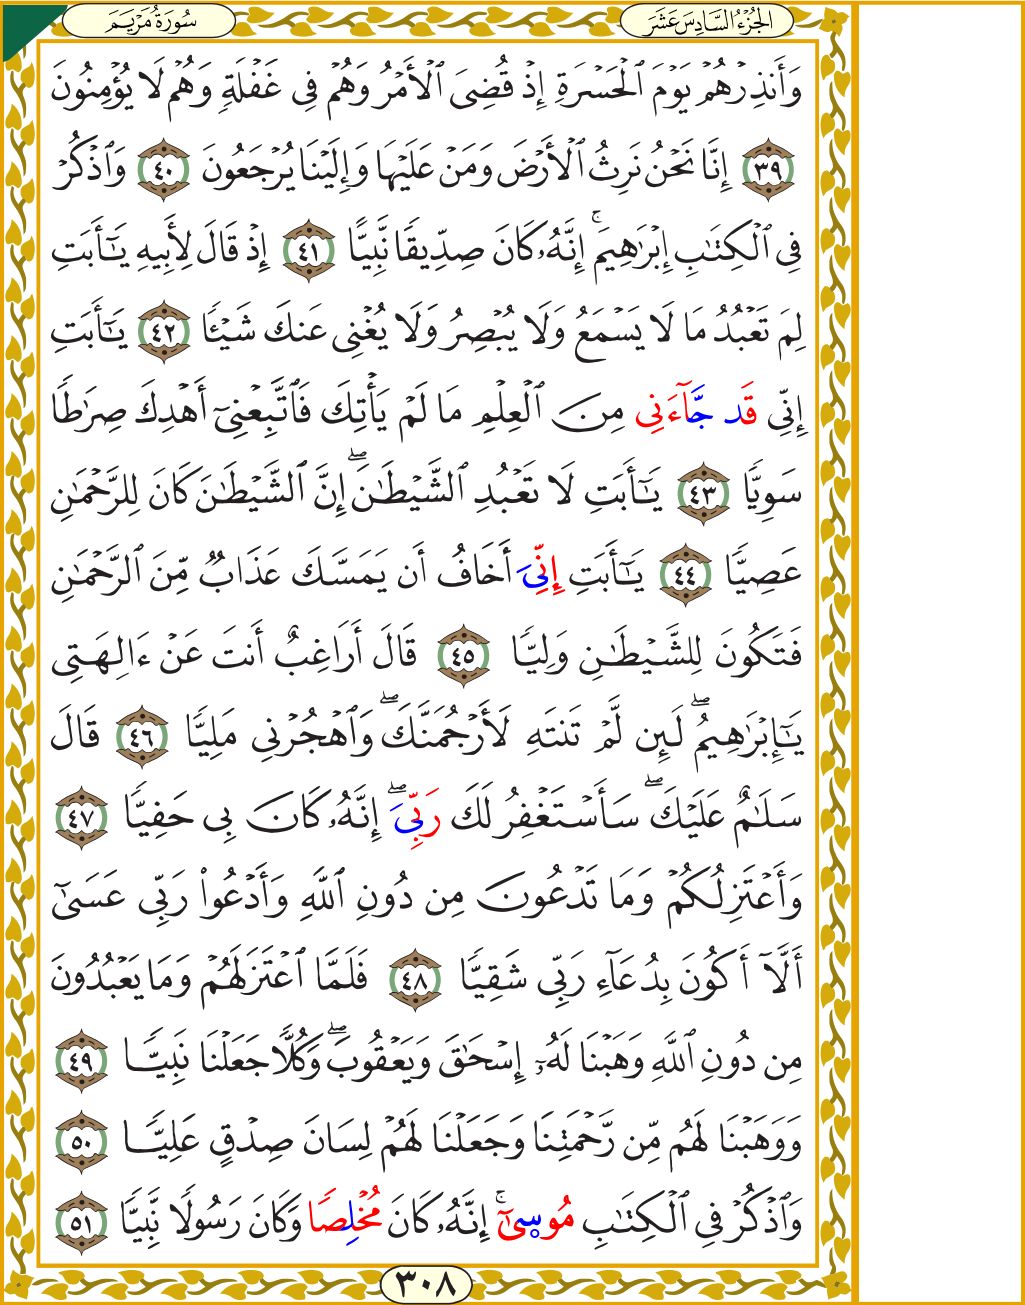 الجُزْءُ السَّادِسَ عَشَرَ
سُورَةُ مَرْيَمَ
وَأَنذِرْهُمْ يَوْمَ ٱلْحَسْرَةِ إِذْ قُضِيَ ٱلْأَمْرُ وَهُمْ فِي غَفْلَةٍ وَهُمْ لَا يُؤْمِنُونَ
٣٩ إِنَّا نَحْنُ نَرِثُ ٱلْأَرْضَ وَمَنْ عَلَيْهَا وَإِلَيْنَا يُرْجَعُونَ ٤٠ وَٱذْكُرْ
فِي ٱلْكِتَٰبِ إِبْرَٰهِيمَۚ إِنَّهُۥ كَانَ صِدِّيقًا نَّبِيًّا ٤١ إِذْ قَالَ لِأَبِيهِ يَٰٓأَبَتِ
لِمَ تَعْبُدُ مَا لَا يَسْمَعُ وَلَا يُبْصِرُ وَلَا يُغْنِي عَنكَ شَيْـًٔا ٤٢ يَٰٓأَبَتِ
إِنِّي قَد جَّآءَنِي مِنَ ٱلْعِلْمِ مَا لَمْ يَأْتِكَ فَٱتَّبِعْنِيٓ أَهْدِكَ صِرَٰطًا
سَوِيًّا ٤٣ يَٰٓأَبَتِ لَا تَعْبُدِ ٱلشَّيْطَٰنَۖ إِنَّ ٱلشَّيْطَٰنَ كَانَ لِلرَّحْمَٰنِ
عَصِيًّا ٤٤ يَٰٓأَبَتِ إِنِّيَ أَخَافُ أَن يَمَسَّكَ عَذَابٌ مِّنَ ٱلرَّحْمَٰنِ
فَتَكُونَ لِلشَّيْطَٰنِ وَلِيًّا ٤٥ قَالَ أَرَاغِبٌ أَنتَ عَنْ ءَالِهَتِي
يَٰٓإِبْرَٰهِيمُۖ لَئِن لَّمْ تَنتَهِ لَأَرْجُمَنَّكَۖ وَٱهْجُرْنِي مَلِيًّا ٤٦ قَالَ
سَلَٰمٌ عَلَيْكَۖ سَأَسْتَغْفِرُ لَكَ رَبِّيَۖ إِنَّهُۥ كَانَ بِي حَفِيًّا ٤٧
وَأَعْتَزِلُكُمْ وَمَا تَدْعُونَ مِن دُونِ ٱللَّهِ وَأَدْعُوا۟ رَبِّي عَسَىٰٓ
أَلَّآ أَكُونَ بِدُعَآءِ رَبِّي شَقِيًّا ٤٨ فَلَمَّا ٱعْتَزَلَهُمْ وَمَا يَعْبُدُونَ
مِن دُونِ ٱللَّهِ وَهَبْنَا لَهُۥٓ إِسْحَٰقَ وَيَعْقُوبَۖ وَكُلًّا جَعَلْنَا نَبِيًّا ٤٩
وَوَهَبْنَا لَهُم مِّن رَّحْمَتِنَا وَجَعَلْنَا لَهُمْ لِسَانَ صِدْقٍ عَلِيًّا ٥٠
وَٱذْكُرْ فِي ٱلْكِتَٰبِ مُوسۭىٰٓۚ إِنَّهُۥ كَانَ مُخْلِصًا وَكَانَ رَسُولًا نَّبِيًّا ٥١
٣٠٨